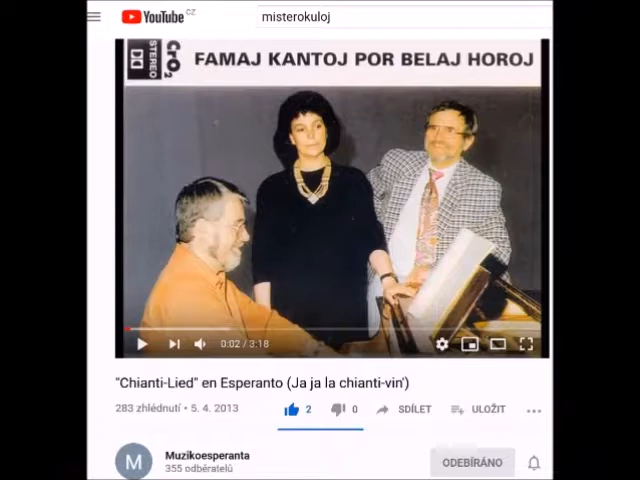 YouTube CZ
misterokuloj
DD STEREO CrO2
FAMAJ KANTOJ POR BELAJ HOROJ
0:02 / 3:18
"Chianti-Lied" en Esperanto (Ja ja la chianti-vin')
283 zhlédnutí • 5. 4. 2013
2
0
SDÍLET
ULOŽIT
M
Muzikoesperanta
355 odběratelů
ODEBÍRÁNO